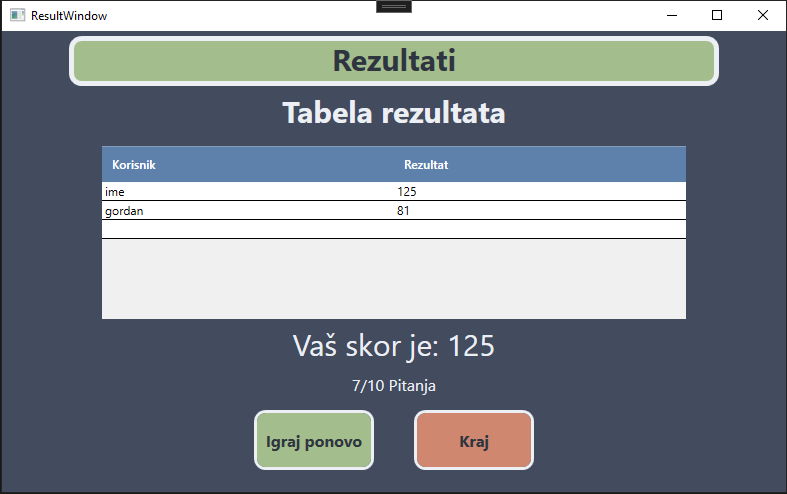 ResultWindow
Rezultati
Tabela rezultata
Korisnik Rezultat
ime 125
gordan 81
Vaš skor je: 125
7/10 Pitanja
Igraj ponovo Kraj